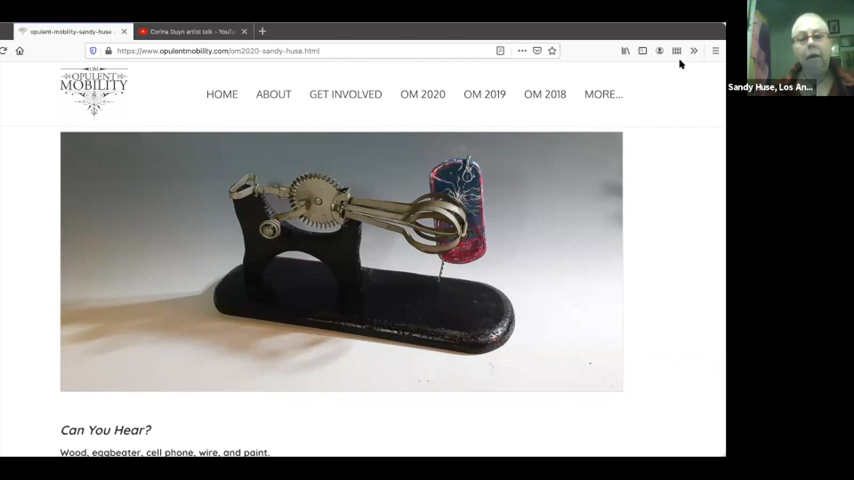 opulent-mobility-sandy-huse
Corina Duyn artist talk - YouTu
https://www.opulentmobility.com/om2020-sandy-huse.html
OM
OPULENT
MOBILITY
HOME ABOUT GET INVOLVED OM 2020 OM 2019 OM 2018 MORE...
Sandy Huse, Los An...
Can You Hear?
Wood, eggbeater, cell phone, wire, and paint.